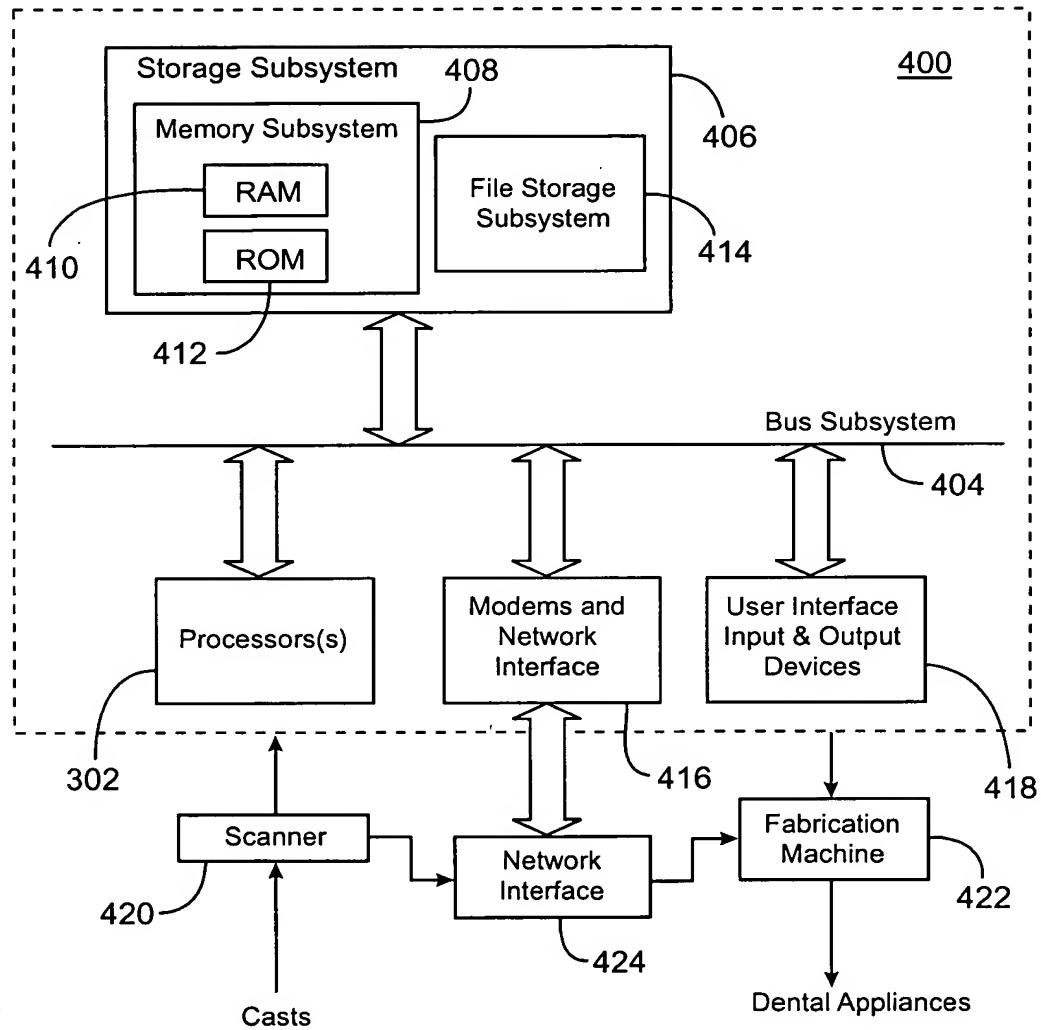 400
Storage Subsystem
408
406
Memory Subsystem
RAM
410
ROM
412
File Storage
Subsystem
414
Bus Subsystem
404
Processors(s)
302
Modems and
Network
Interface
416
User Interface
Input & Output
Devices
418
Scanner
420
Network
Interface
424
Fabrication
Machine
422
Casts
Dental Appliances